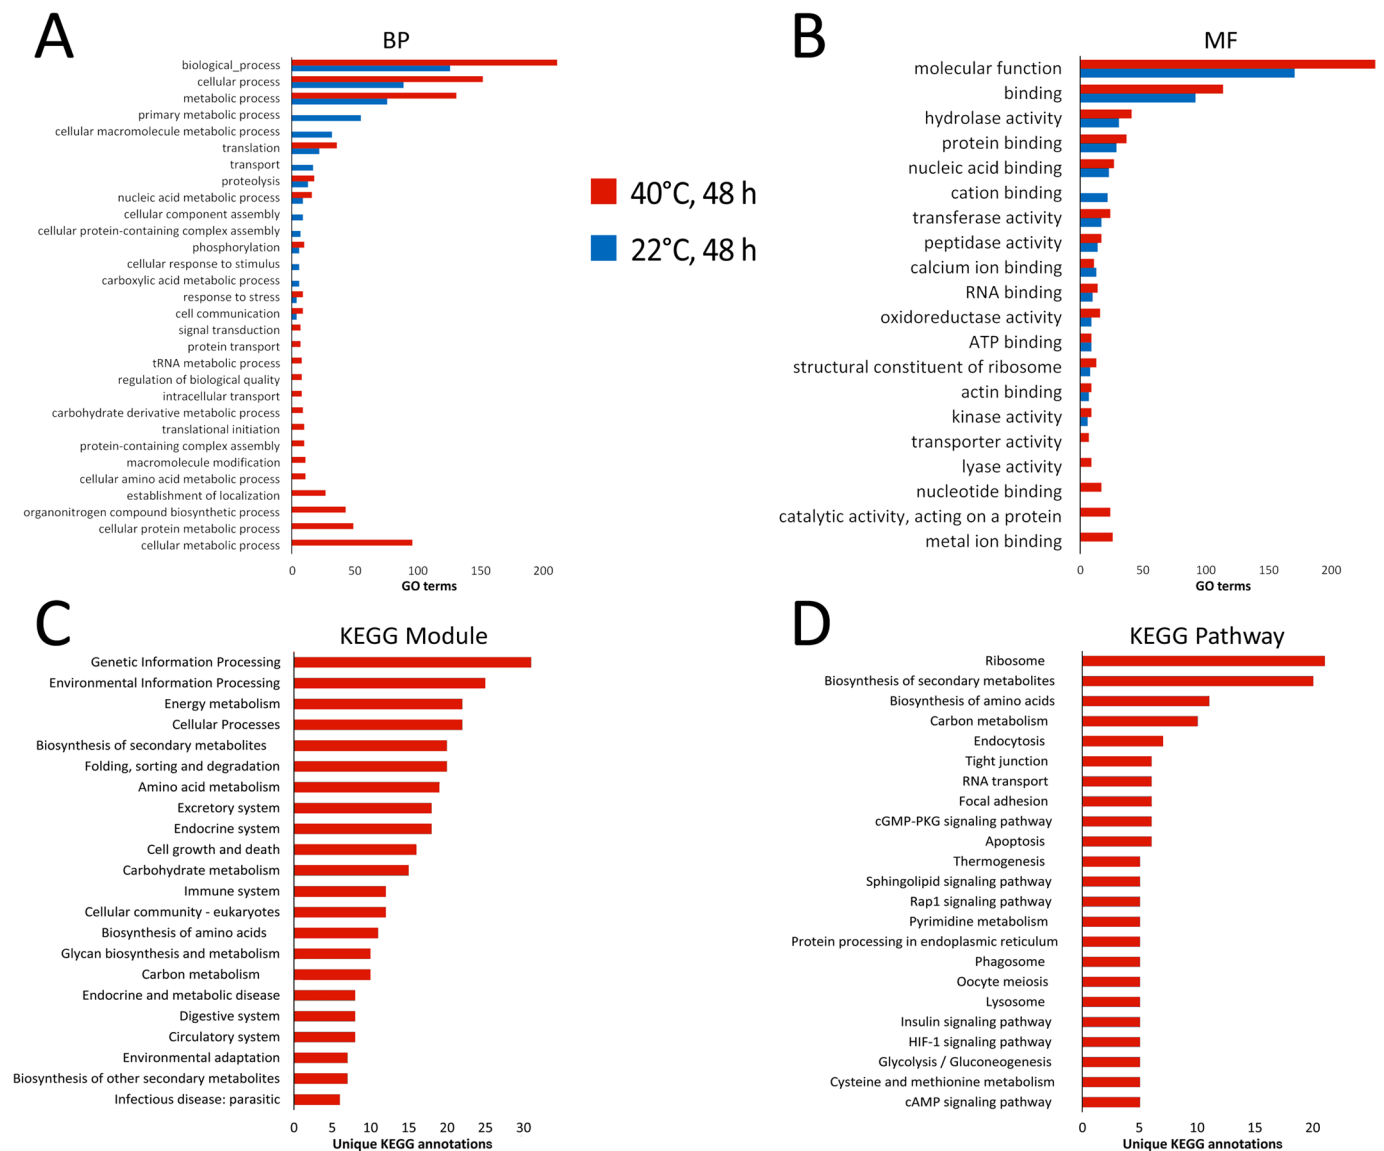 A
BP
biological_process
cellular process
metabolic process
primary metabolic process
cellular macromolecule metabolic process
translation
transport
proteolysis
nucleic acid metabolic process
cellular component assembly
cellular protein-containing complex assembly
phosphorylation
cellular response to stimulus
carboxylic acid metabolic process
response to stress
cell communication
signal transduction
protein transport
tRNA metabolic process
regulation of biological quality
intracellular transport
carbohydrate derivative metabolic process
translational initiation
protein-containing complex assembly
macromolecule modification
cellular amino acid metabolic process
establishment of localization
organonitrogen compound biosynthetic process
cellular protein metabolic process
cellular metabolic process
0 50 100 150 200
GO terms
40°C, 48 h
22°C, 48 h
B
MF
molecular function
binding
hydrolase activity
protein binding
nucleic acid binding
cation binding
transferase activity
peptidase activity
calcium ion binding
RNA binding
oxidoreductase activity
ATP binding
structural constituent of ribosome
actin binding
kinase activity
transporter activity
lyase activity
nucleotide binding
catalytic activity, acting on a protein
metal ion binding
0 50 100 150 200
GO terms
C
KEGG Module
Genetic Information Processing
Environmental Information Processing
Energy metabolism
Cellular Processes
Biosynthesis of secondary metabolites
Folding, sorting and degradation
Amino acid metabolism
Excretory system
Endocrine system
Cell growth and death
Carbohydrate metabolism
Immune system
Cellular community - eukaryotes
Biosynthesis of amino acids
Glycan biosynthesis and metabolism
Carbon metabolism
Endocrine and metabolic disease
Digestive system
Circulatory system
Environmental adaptation
Biosynthesis of other secondary metabolites
Infectious disease: parasitic
0 5 10 15 20 25 30
Unique KEGG annotations
D
KEGG Pathway
Ribosome
Biosynthesis of secondary metabolites
Biosynthesis of amino acids
Carbon metabolism
Endocytosis
Tight junction
RNA transport
Focal adhesion
cGMP-PKG signaling pathway
Apoptosis
Thermogenesis
Sphingolipid signaling pathway
Rap1 signaling pathway
Pyrimidine metabolism
Protein processing in endoplasmic reticulum
Phagosome
Oocyte meiosis
Lysosome
Insulin signaling pathway
HIF-1 signaling pathway
Glycolysis / Gluconeogenesis
Cysteine and methionine metabolism
cAMP signaling pathway
0 5 10 15 20
Unique KEGG annotations